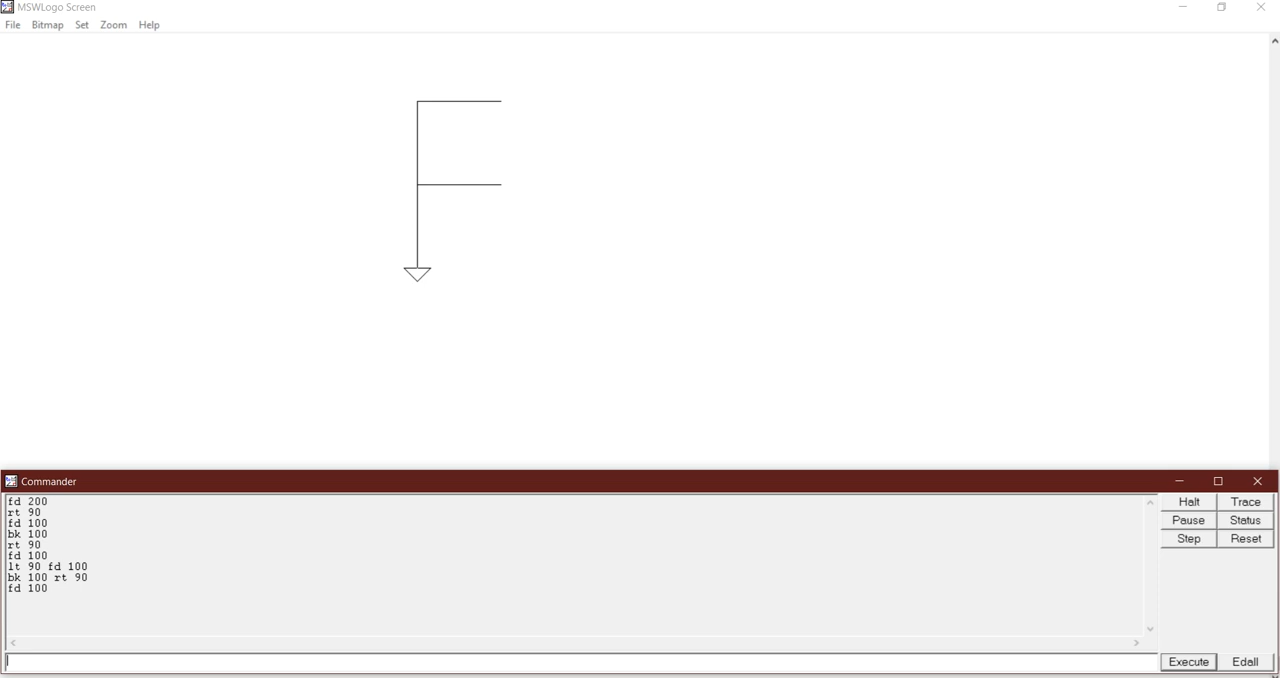 MSWLogo Screen
File Bitmap Set Zoom Help
Commander
fd 200
rt 90
fd 100
bk 100
rt 90
fd 100
lt 90 fd 100
bk 100 rt 90
fd 100
Halt Trace
Pause Status
Step Reset
Execute Edall